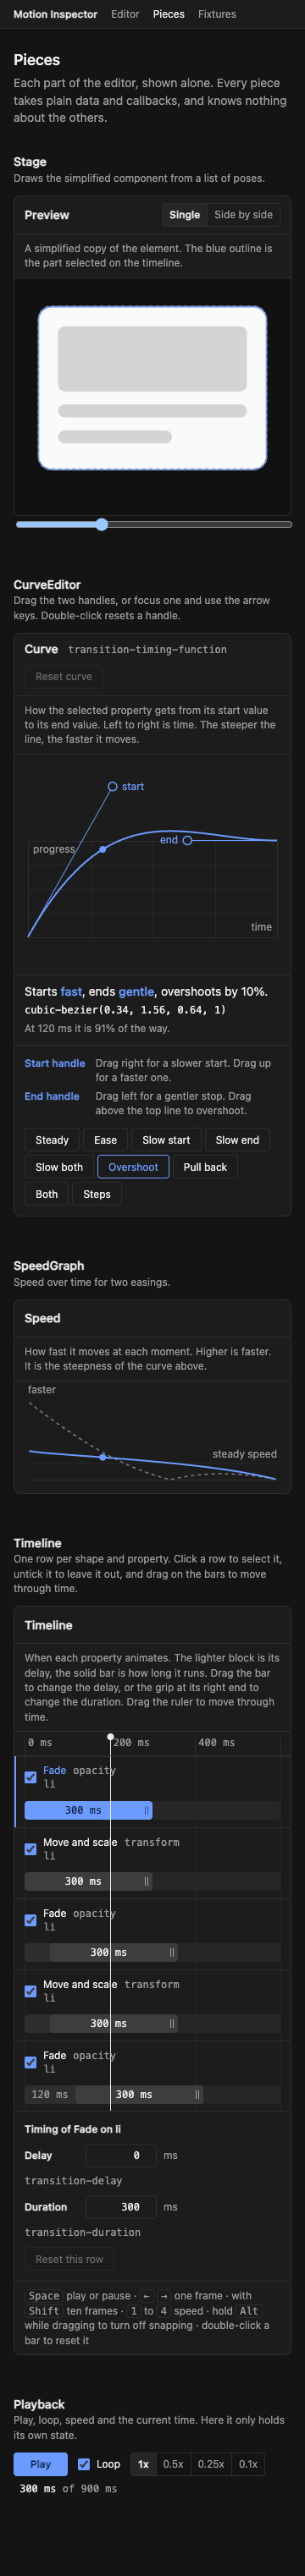 Motion Inspector Editor Pieces Fixtures
Pieces
Each part of the editor, shown alone. Every piece
takes plain data and callbacks, and knows nothing
about the others.
Stage
Draws the simplified component from a list of poses.
Preview Single Side by side
A simplified copy of the element. The blue outline is
the part selected on the timeline.
CurveEditor
Drag the two handles, or focus one and use the arrow
keys. Double-click resets a handle.
Curve transition-timing-function
Reset curve
How the selected property gets from its start value
to its end value. Left to right is time. The steeper the
line, the faster it moves.
start
end
progress
time
Starts fast, ends gentle, overshoots by 10%.
cubic-bezier(0.34, 1.56, 0.64, 1)
At 120 ms it is 91% of the way.
Start handle Drag right for a slower start. Drag up
for a faster one.
End handle Drag left for a gentler stop. Drag
above the top line to overshoot.
Steady Ease Slow start Slow end
Slow both Overshoot Pull back
Both Steps
SpeedGraph
Speed over time for two easings.
Speed
How fast it moves at each moment. Higher is faster.
It is the steepness of the curve above.
faster
steady speed
Timeline
One row per shape and property. Click a row to select it,
untick it to leave it out, and drag on the bars to move
through time.
Timeline
When each property animates. The lighter block is its
delay, the solid bar is how long it runs. Drag the bar
to change the delay, or the grip at its right end to
change the duration. Drag the ruler to move through
time.
0 ms 200 ms 400 ms
Fade opacity
li
300 ms
Move and scale transform
li
300 ms
Fade opacity
li
300 ms
Move and scale transform
li
300 ms
Fade opacity
li
120 ms 300 ms
Timing of Fade on li
Delay 0 ms
transition-delay
Duration 300 ms
transition-duration
Reset this row
Space play or pause · ← → one frame · with
Shift ten frames · 1 to 4 speed · hold Alt
while dragging to turn off snapping · double-click a
bar to reset it
Playback
Play, loop, speed and the current time. Here it only holds
its own state.
Play Loop 1x 0.5x 0.25x 0.1x
300 ms of 900 ms